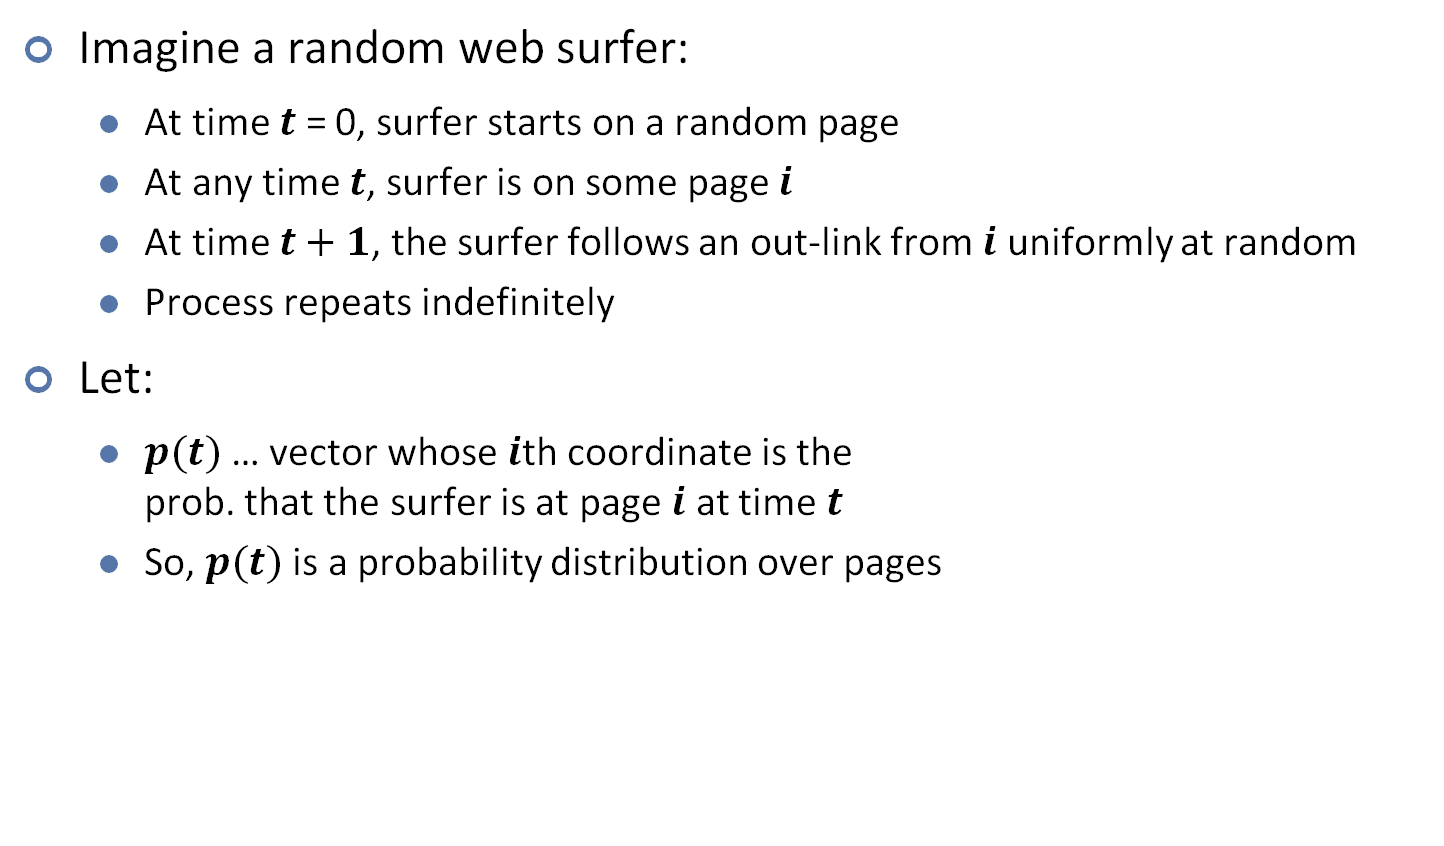 Imagine a random web surfer:
At time t = 0, surfer starts on a random page
At any time t, surfer is on some page i
At time t + 1, the surfer follows an out-link from i uniformly at random
Process repeats indefinitely
Let:
p(t) ... vector whose ith coordinate is the
prob. that the surfer is at page i at time t
So, p(t) is a probability distribution over pages